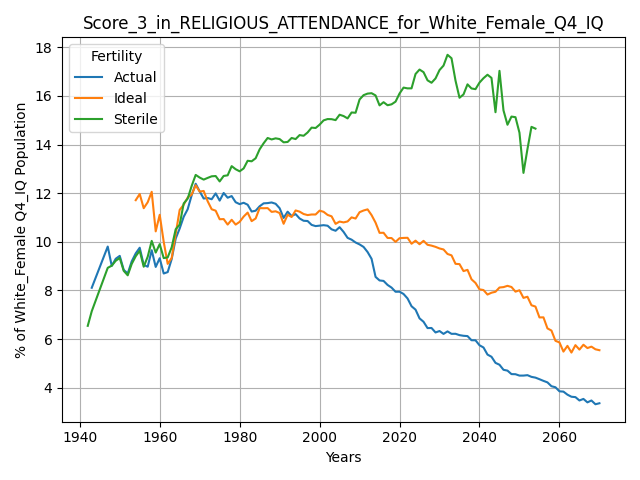 Score_3_in_RELIGIOUS_ATTENDANCE_for_White_Female_Q4_IQ
% of White_Female Q4_IQ Population
18
16
14
12
10
8
6
4
Fertility
Actual
Ideal
Sterile
1940 1960 1980 2000 2020 2040 2060
Years